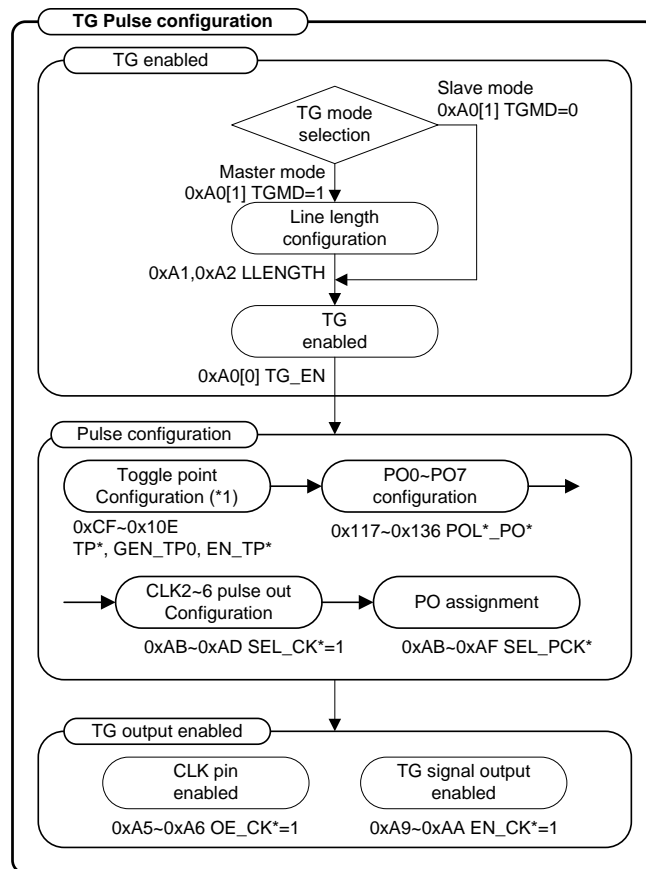 TG Pulse configuration
TG enabled
Slave mode
0xA0[1] TGMD=0
TG mode
selection
Master mode
0xA0[1] TGMD=1
Line length
configuration
0xA1,0xA2 LLENGTH
TG
enabled
0xA0[0] TG_EN
Pulse configuration
Toggle point
Configuration (*1)
0xCF~0x10E
TP*, GEN_TP0, EN_TP*
PO0~PO7
configuration
0x117~0x136 POL*_PO*
CLK2~6 pulse out
Configuration
0xAB~0xAD SEL_CK*=1
PO assignment
0xAB~0xAF SEL_PCK*
TG output enabled
CLK pin
enabled
0xA5~0xA6 OE_CK*=1
TG signal output
enabled
0xA9~0xAA EN_CK*=1